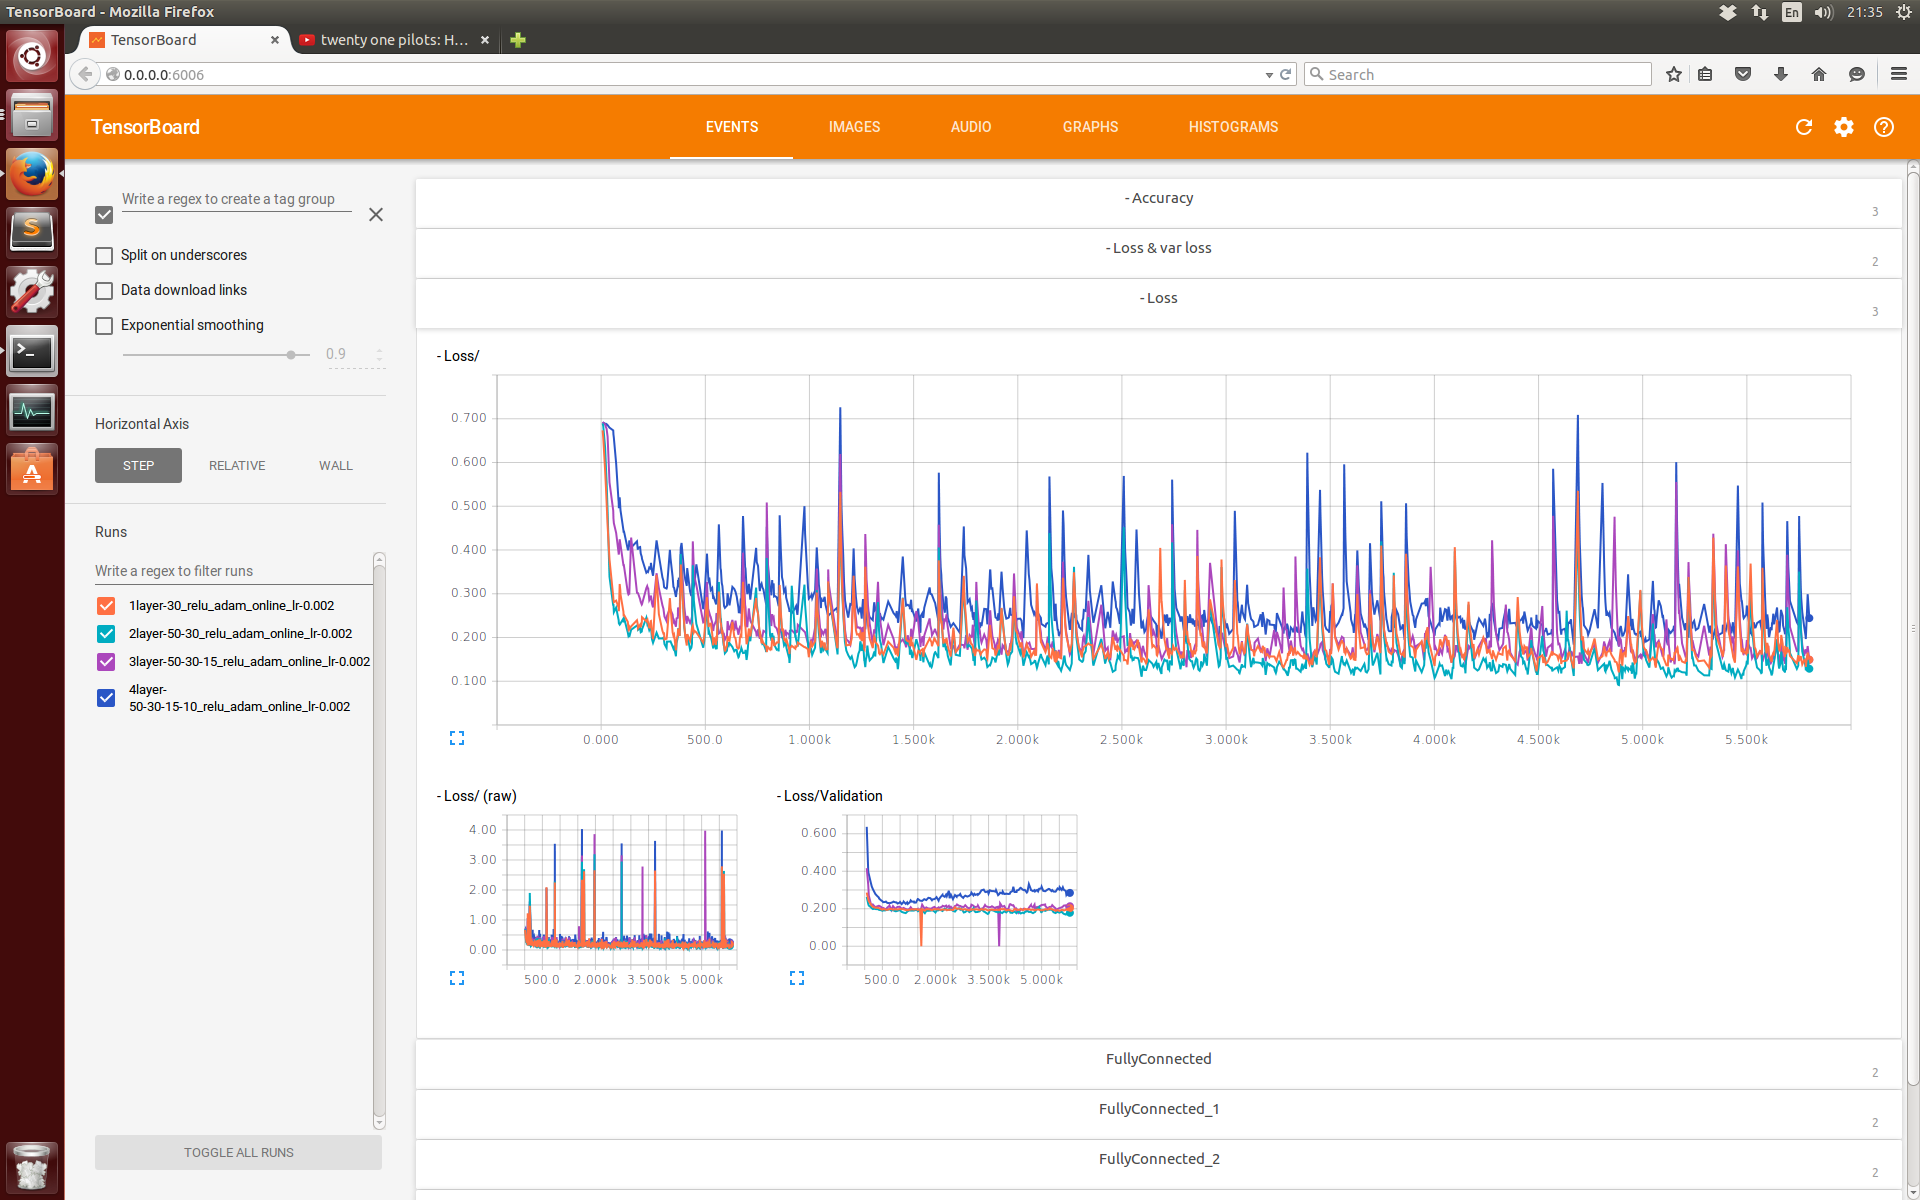 TensorBoard - Mozilla Firefox
En
21:35
TensorBoard
twenty one pilots: H...
0.0.0.0:6006
Search
TensorBoard
EVENTS
IMAGES
AUDIO
GRAPHS
HISTOGRAMS
Write a regex to create a tag group
Split on underscores
Data download links
Exponential smoothing
0.9
Horizontal Axis
STEP
RELATIVE
WALL
Runs
Write a regex to filter runs
1layer-30_relu_adam_online_lr-0.002
2layer-50-30_relu_adam_online_lr-0.002
3layer-50-30-15_relu_adam_online_lr-0.002
4layer-
50-30-15-10_relu_adam_online_lr-0.002
TOGGLE ALL RUNS
- Accuracy
3
- Loss & var loss
2
- Loss
3
- Loss/
0.700
0.600
0.500
0.400
0.300
0.200
0.100
0.000 500.0 1.000k 1.500k 2.000k 2.500k 3.000k 3.500k 4.000k 4.500k 5.000k 5.500k
- Loss/ (raw)
4.00
3.00
2.00
1.00
0.00
500.0 2.000k 3.500k 5.000k
- Loss/Validation
0.600
0.400
0.200
0.00
500.0 2.000k 3.500k 5.000k
FullyConnected
2
FullyConnected_1
2
FullyConnected_2
2